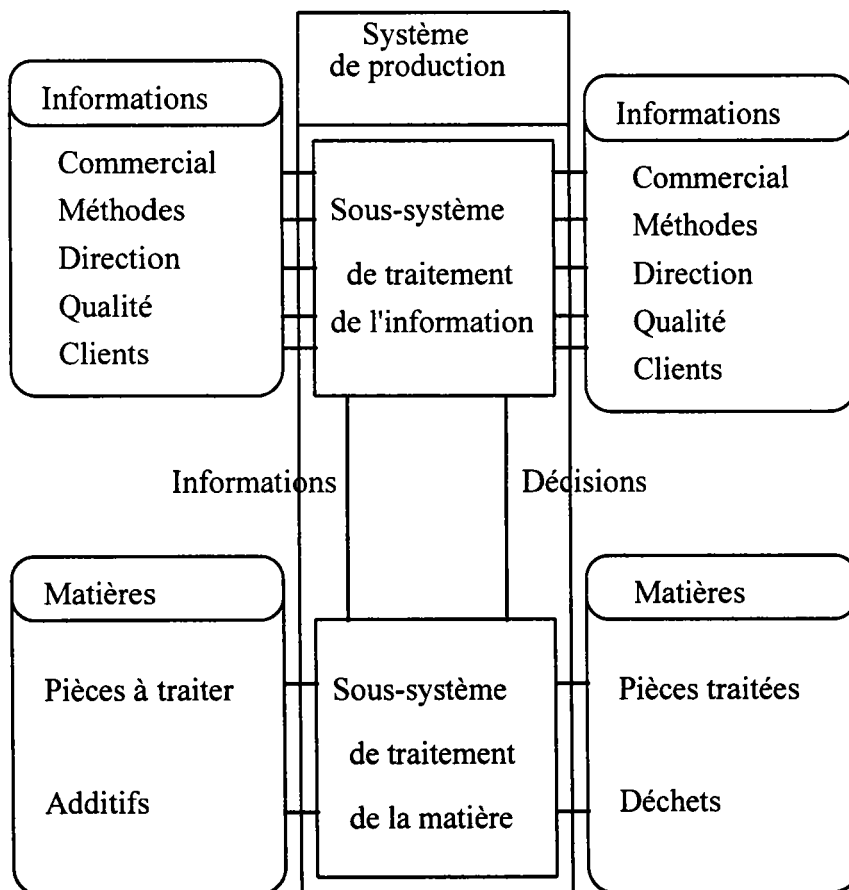 Système
de production
Informations
Commercial
Méthodes
Direction
Qualité
Clients
Sous-système
de traitement
de l'information
Informations
Commercial
Méthodes
Direction
Qualité
Clients
Informations
Décisions
Matières
Pièces à traiter
Additifs
Sous-système
de traitement
de la matière
Matières
Pièces traitées
Déchets